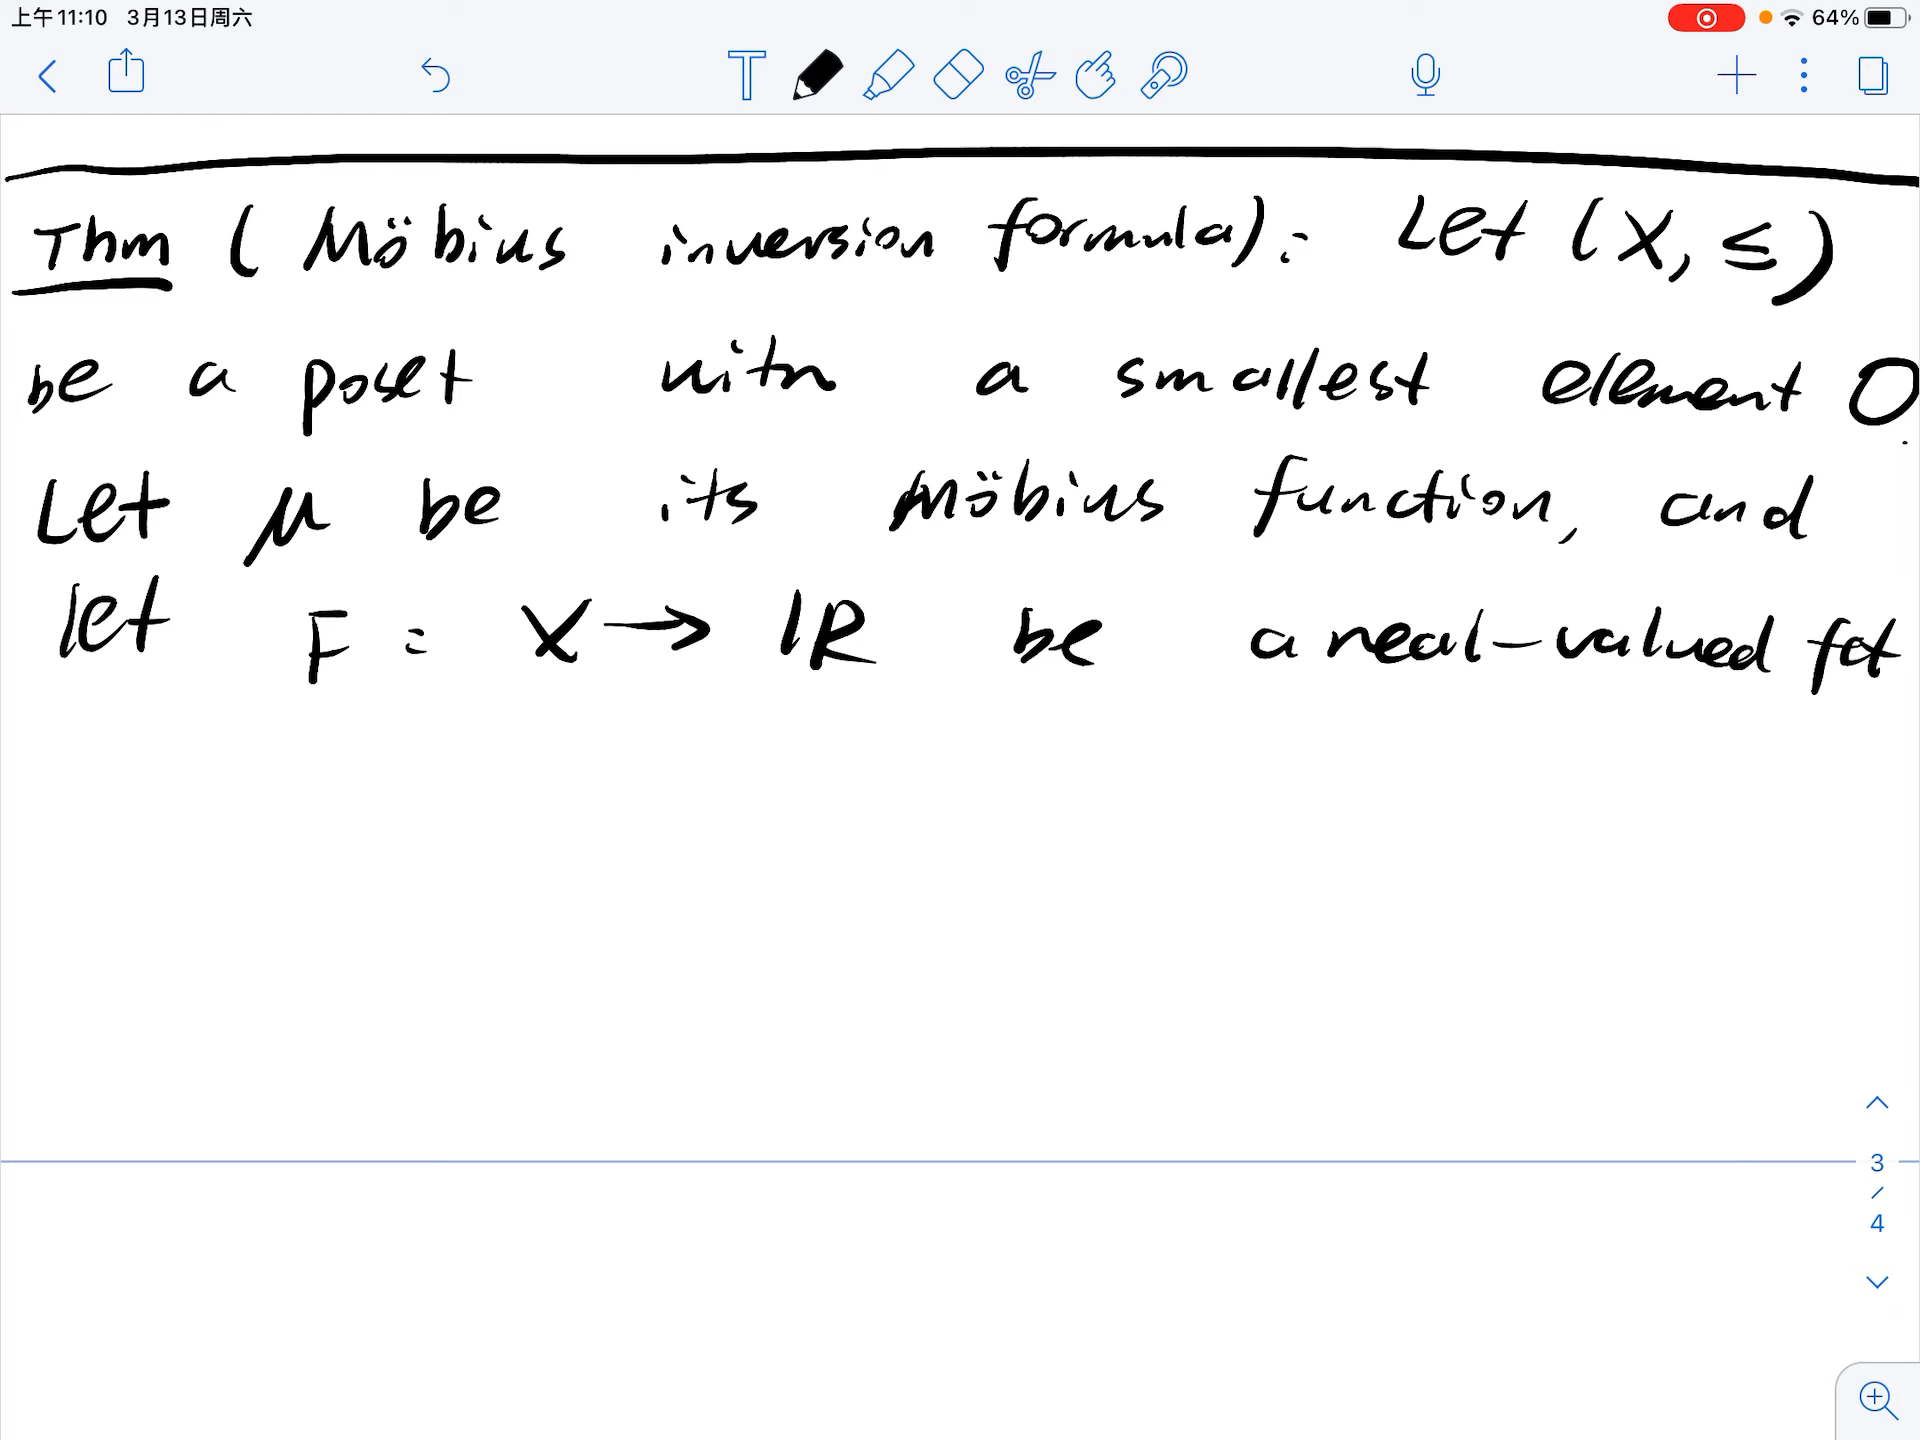 上午11:10 3月13日周六 64%
Thm (Möbius inversion formula): Let (X, ≤)
be a poset with a smallest element 0.
Let μ be its Möbius function, and
let F: X → ℝ be a real-valued fct
3
/
4